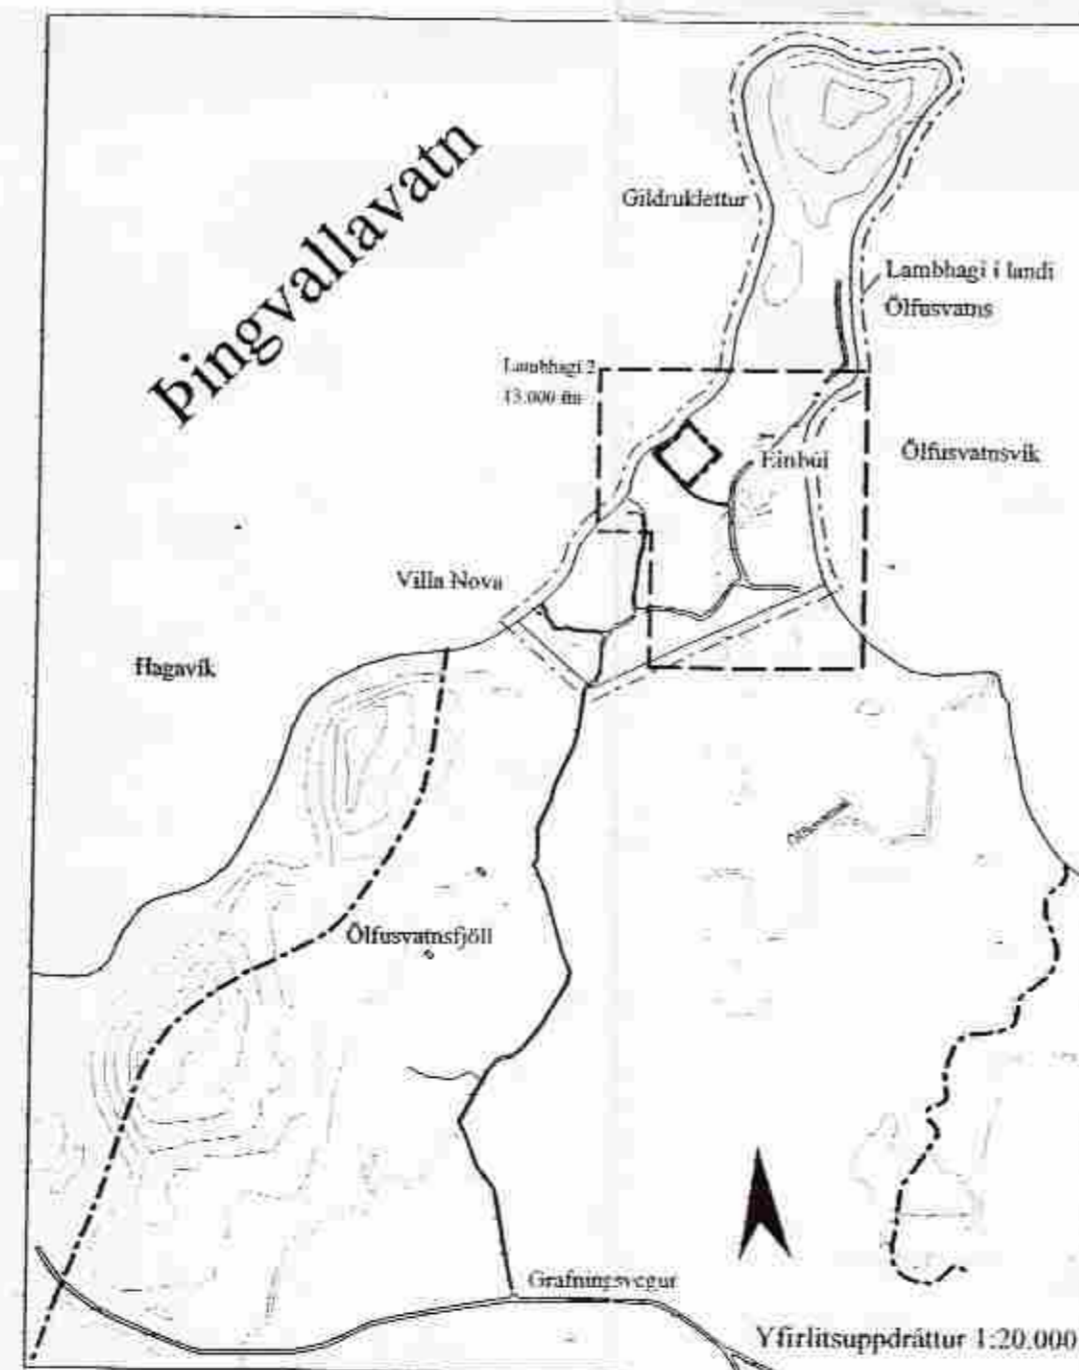 Þingvallavatn
Gildruklettur
Lambhagi í landi
Ölfusvatns
Lambhagi 2
13.000 fm
Einbúi
Ölfusvatnsvík
Villa Nova
Hagavík
Ölfusvatnsfjöll
Grafningsvegur
Yfirlitsuppdráttur 1:20.000